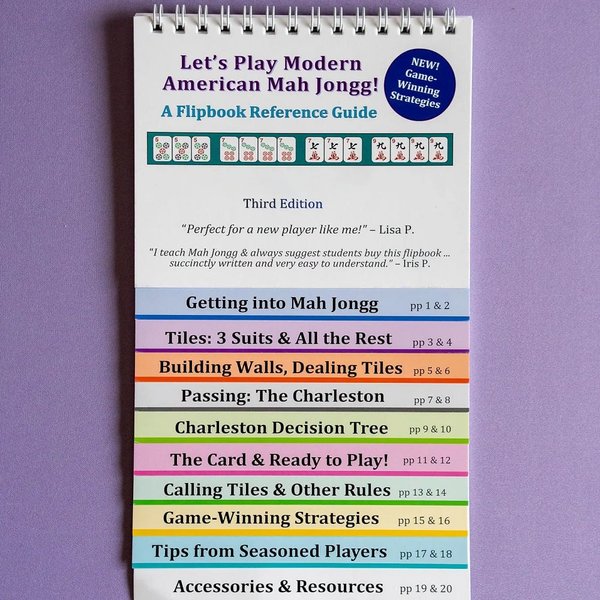 Let's Play Modern
American Mah Jongg!
A Flipbook Reference Guide
NEW!
Game-
Winning
Strategies
Third Edition
"Perfect for a new player like me!" – Lisa P.
"I teach Mah Jongg & always suggest students buy this flipbook ...
succinctly written and very easy to understand." – Iris P.
Getting into Mah Jongg pp 1 & 2
Tiles: 3 Suits & All the Rest pp 3 & 4
Building Walls, Dealing Tiles pp 5 & 6
Passing: The Charleston pp 7 & 8
Charleston Decision Tree pp 9 & 10
The Card & Ready to Play! pp 11 & 12
Calling Tiles & Other Rules pp 13 & 14
Game-Winning Strategies pp 15 & 16
Tips from Seasoned Players pp 17 & 18
Accessories & Resources pp 19 & 20